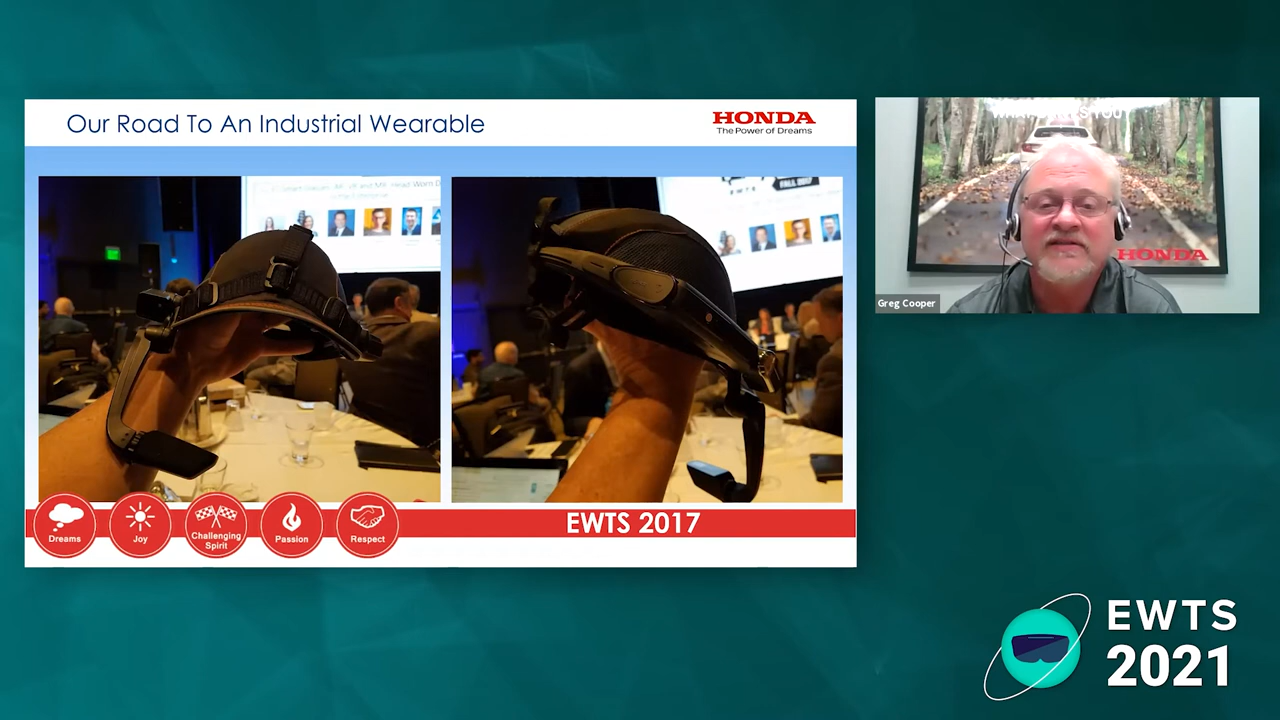 Our Road To An Industrial Wearable
HONDA
The Power of Dreams
Dreams
Joy
Challenging
Spirit
Passion
Respect
EWTS 2017
HONDA
Greg Cooper
EWTS
2021